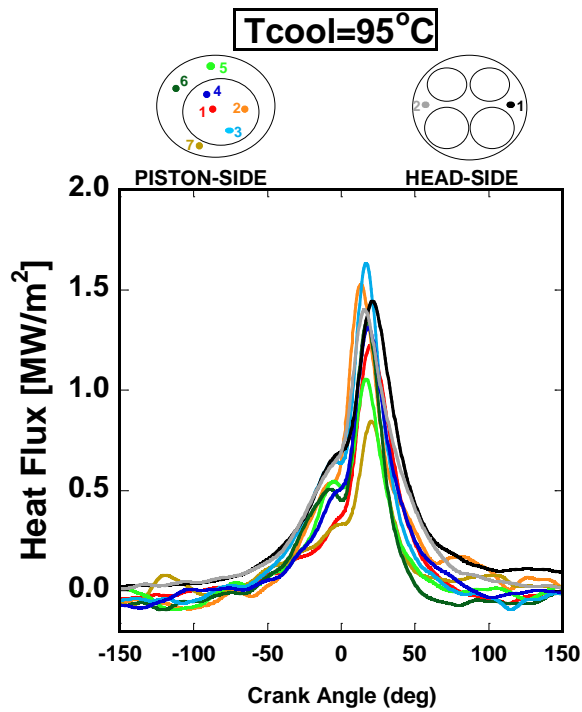 Tcool=95°C
5
6
4
1
2
3
7
2
1
PISTON-SIDE
HEAD-SIDE
2.0
1.5
1.0
0.5
0.0
Heat Flux [MW/m²]
-150 -100 -50 0 50 100 150
Crank Angle (deg)